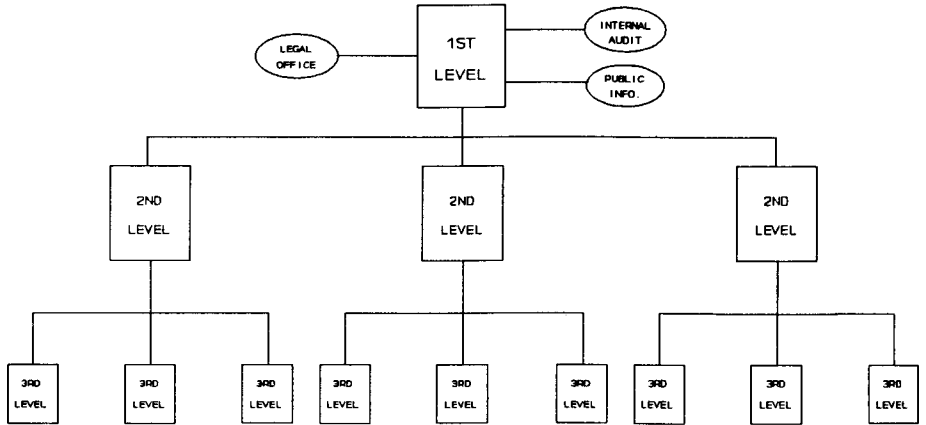 LEGAL
OFFICE
1ST
LEVEL
INTERNAL
AUDIT
PUBLIC
INFO.
2ND
LEVEL
2ND
LEVEL
2ND
LEVEL
3RD
LEVEL
3RD
LEVEL
3RD
LEVEL
3RD
LEVEL
3RD
LEVEL
3RD
LEVEL
3RD
LEVEL
3RD
LEVEL
3RD
LEVEL